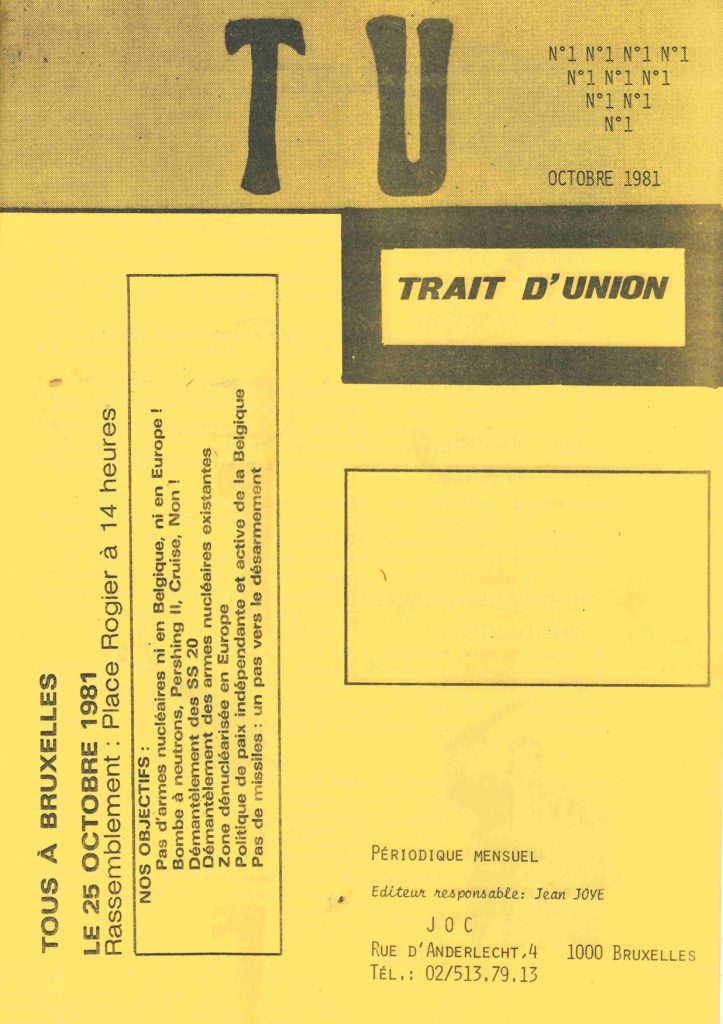 TU
N°1 N°1 N°1 N°1
N°1 N°1 N°1
N°1 N°1
N°1
OCTOBRE 1981
TRAIT D'UNION
TOUS À BRUXELLES
LE 25 OCTOBRE 1981
Rassemblement : Place Rogier à 14 heures
NOS OBJECTIFS :
Pas d'armes nucléaires ni en Belgique, ni en Europe !
Bombe à neutrons, Pershing II, Cruise, Non !
Démantèlement des SS 20
Démantèlement des armes nucléaires existantes
Zone dénucléarisée en Europe
Politique de paix indépendante et active de la Belgique
Pas de missiles : un pas vers le désarmement
PÉRIODIQUE MENSUEL
Editeur responsable: Jean JOYE
J O C
RUE D'ANDERLECHT,4 1000 BRUXELLES
TÉL.: 02/513.79.13